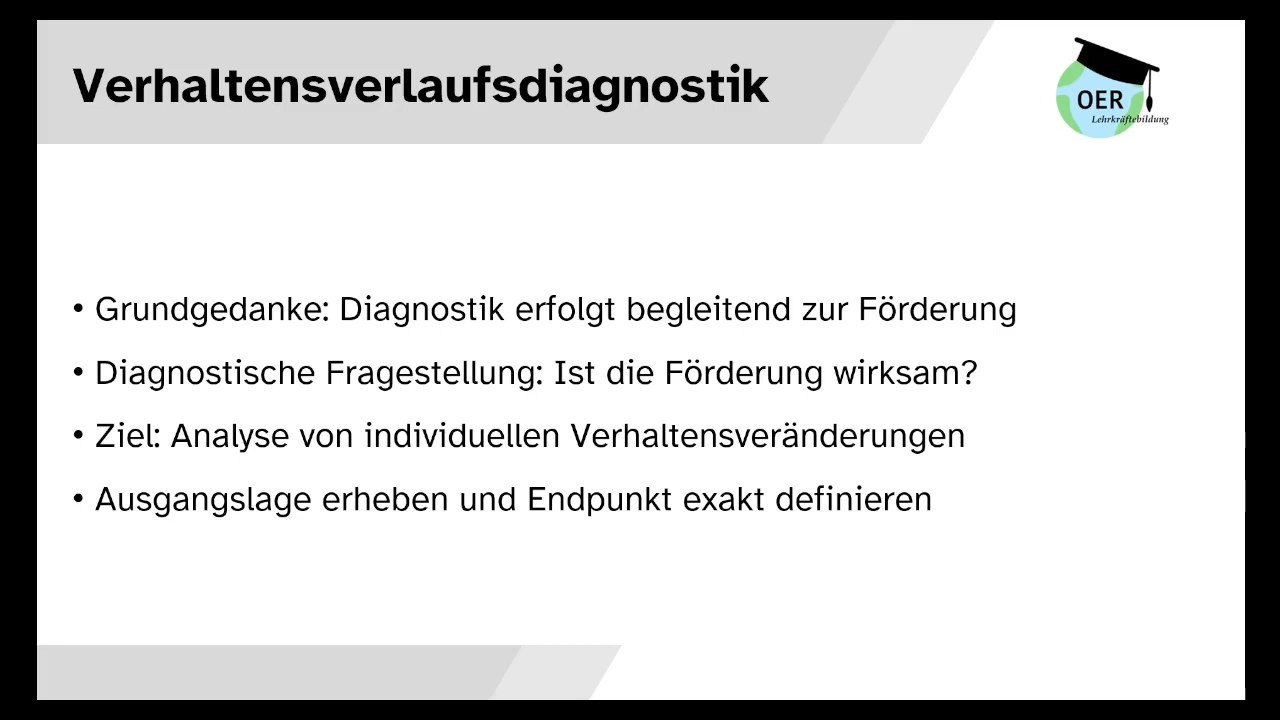 Verhaltensverlaufsdiagnostik
OER
Lehrkräftebildung
• Grundgedanke: Diagnostik erfolgt begleitend zur Förderung
• Diagnostische Fragestellung: Ist die Förderung wirksam?
• Ziel: Analyse von individuellen Verhaltensveränderungen
• Ausgangslage erheben und Endpunkt exakt definieren